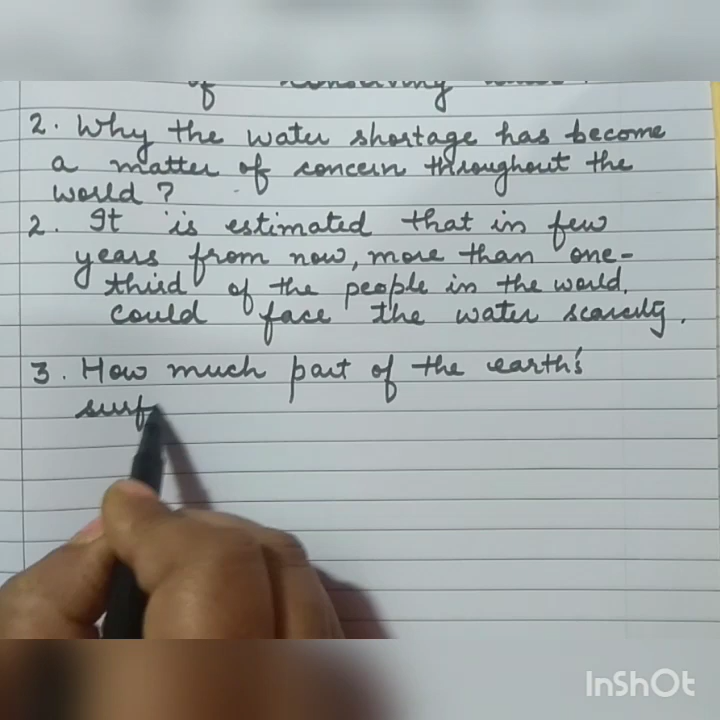 of
2. Why the water shortage has become
a matter of concern throughout the
world ?
2. It is estimated that in few
years from now, more than one-
third of the people in the world.
could face the water scarcity.
3. How much part of the earth's
surf
InShOt